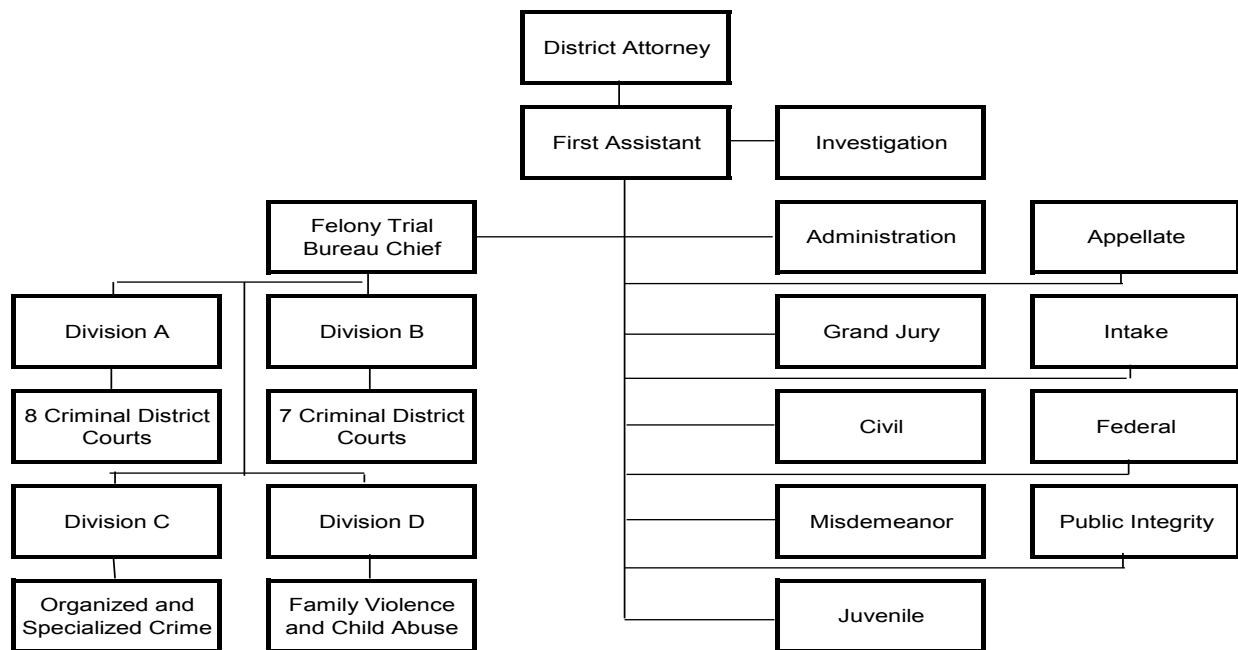 District Attorney
First Assistant
Investigation
Felony Trial
Bureau Chief
Administration
Appellate
Division A
Division B
Grand Jury
Intake
8 Criminal District
Courts
7 Criminal District
Courts
Civil
Federal
Division C
Division D
Misdemeanor
Public Integrity
Organized and
Specialized Crime
Family Violence
and Child Abuse
Juvenile